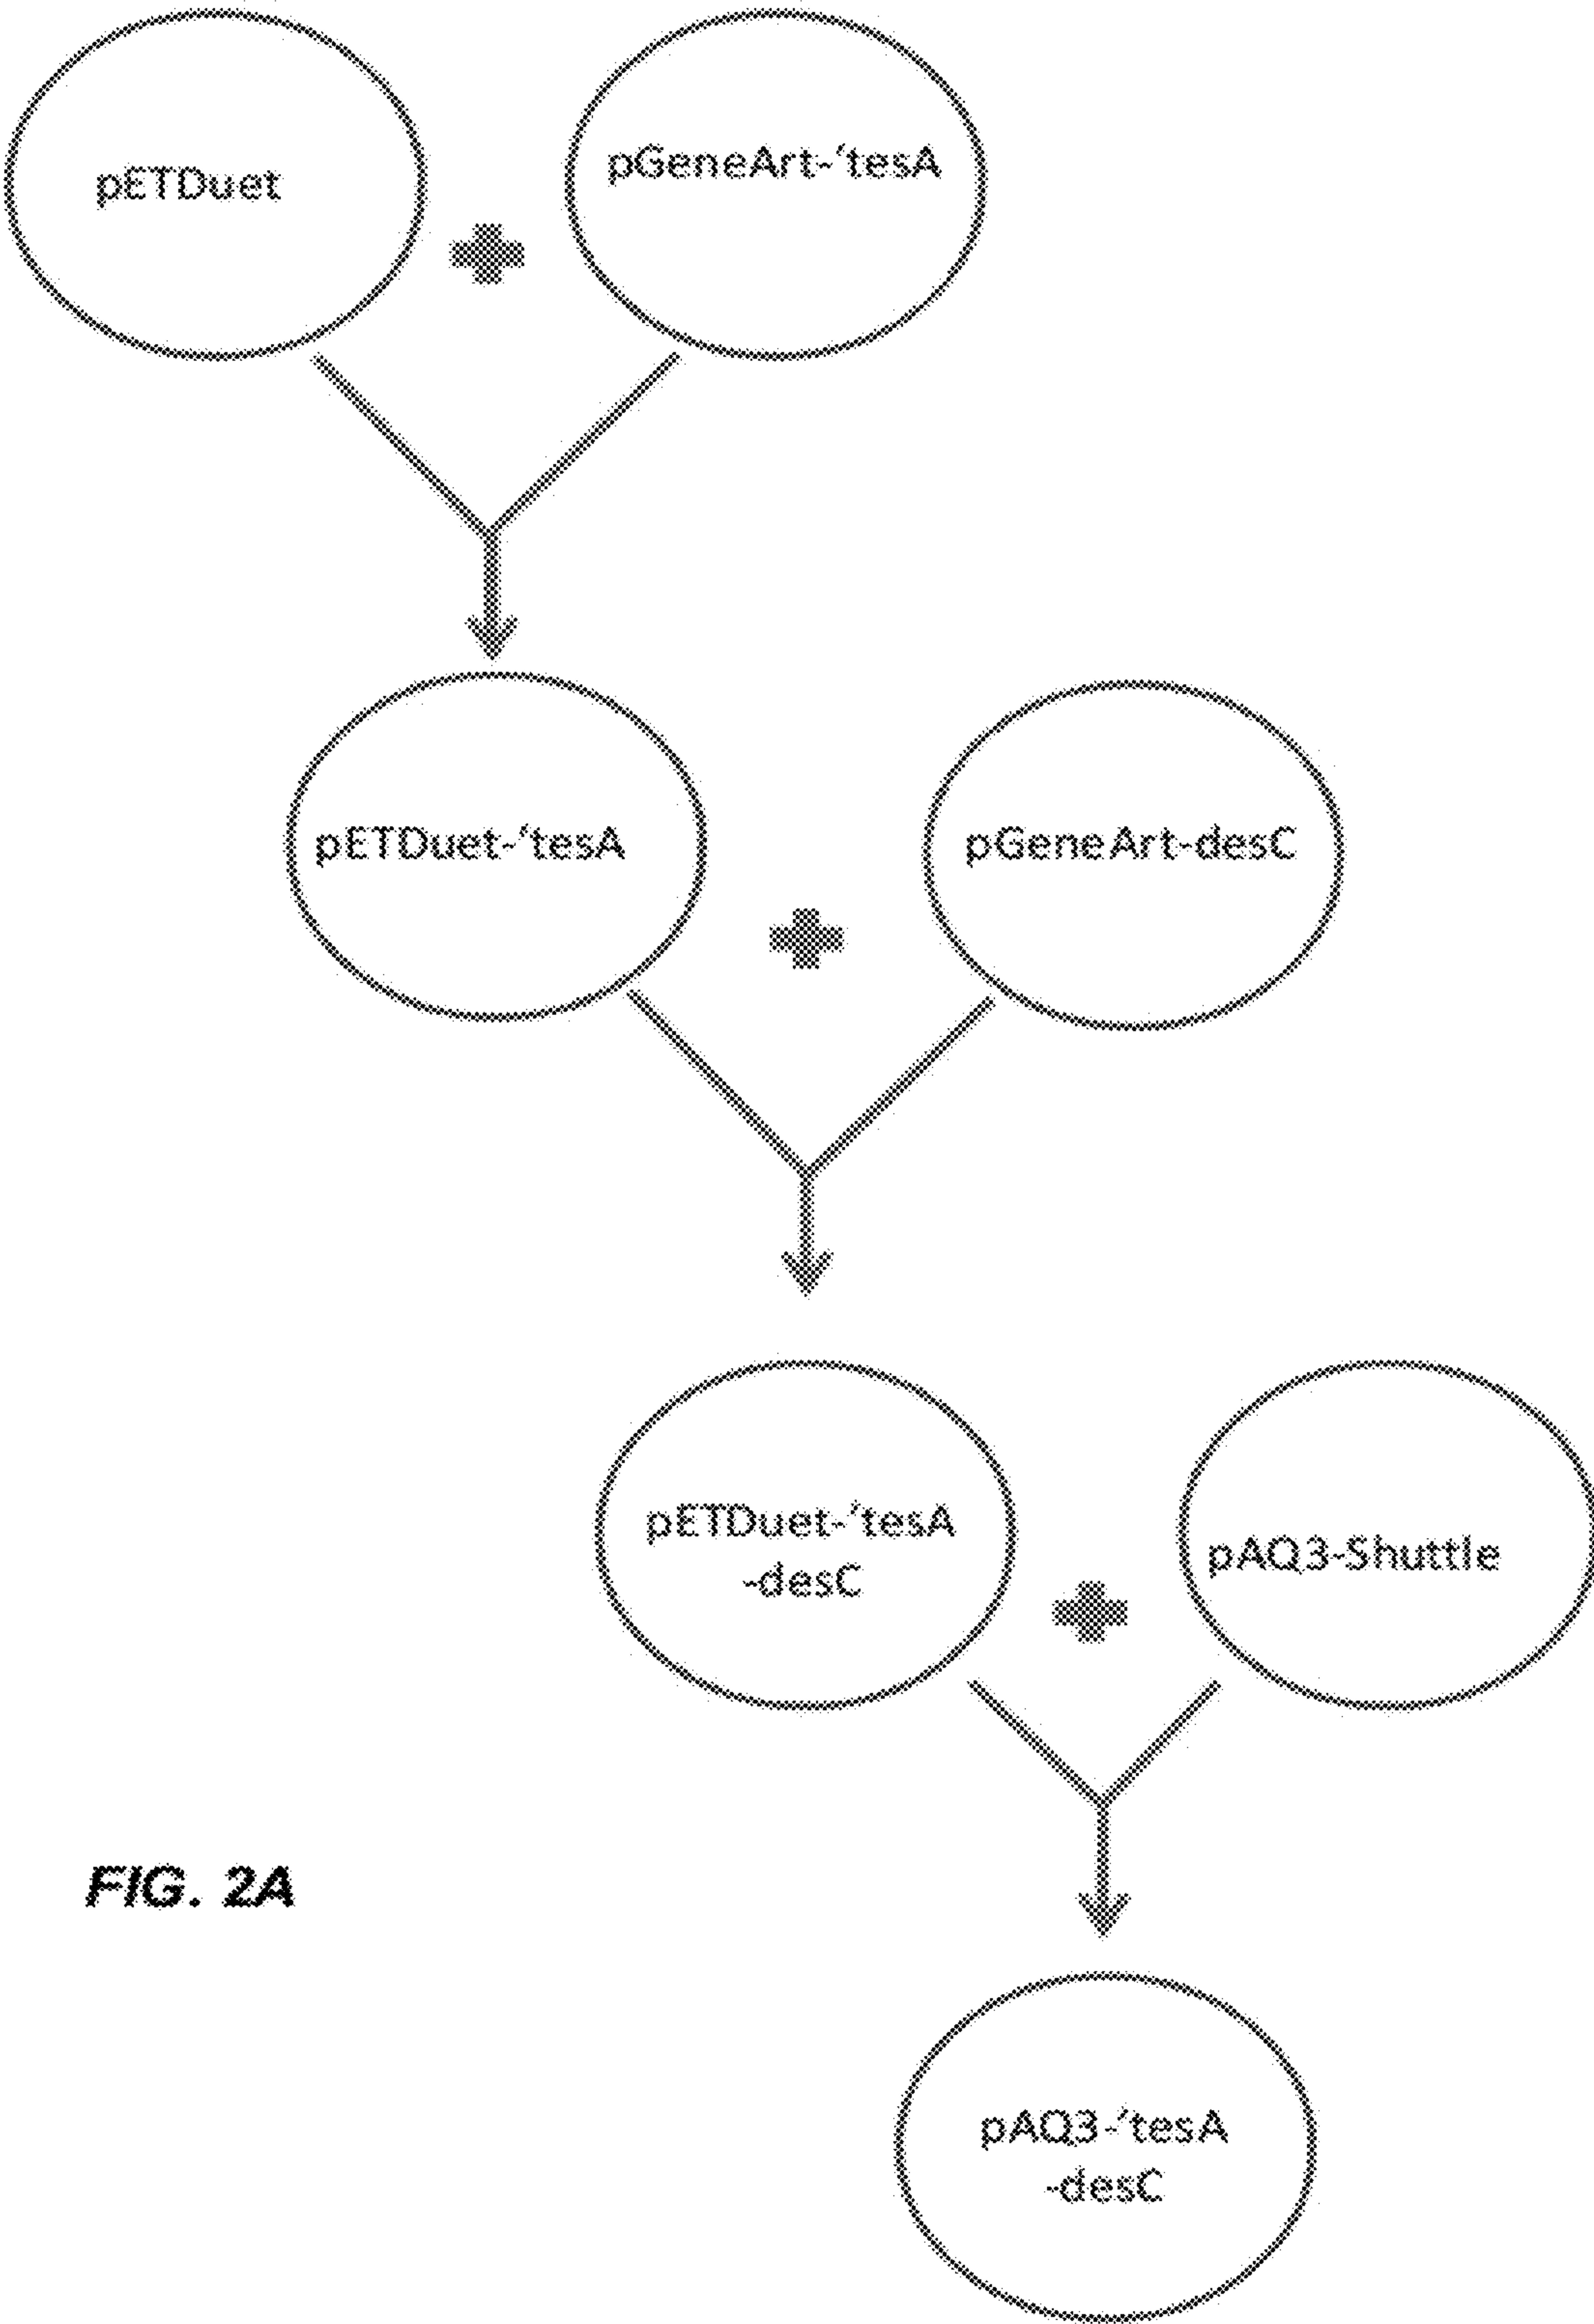 pETDuet
pGeneArt-‘tesA
pETDuet-‘tesA
pGeneArt-desC
pETDuet-’tesA
-desC
pAQ3-Shuttle
FIG. 2A
pAQ3-’tesA
-desC